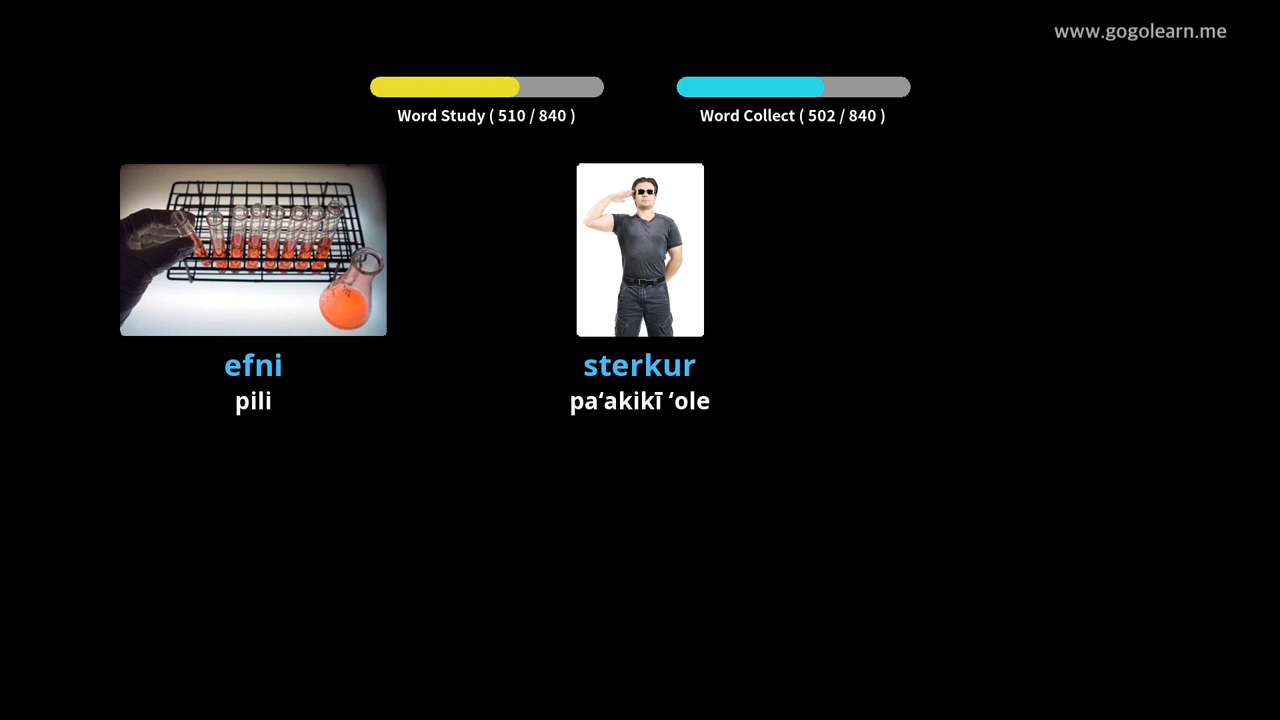 www.gogolearn.me
Word Study ( 510 / 840 )
Word Collect ( 502 / 840 )
efni
sterkur
pili
paʻakikī ʻole